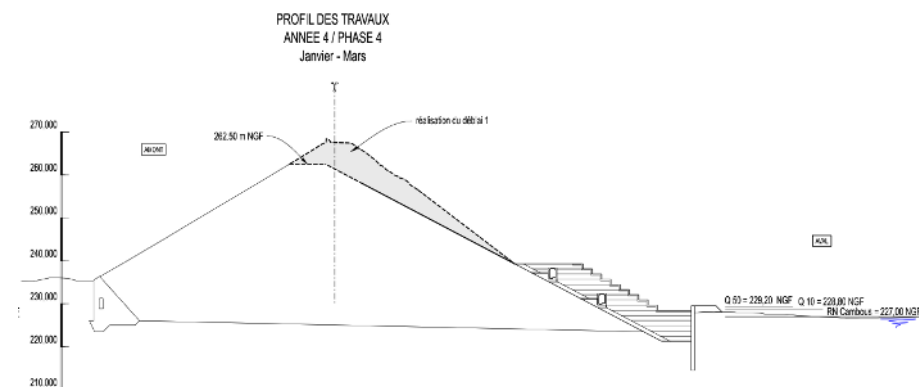 PROFIL DES TRAVAUX
ANNEE 4 / PHASE 4
Janvier - Mars
270.000
260.000
250.000
240.000
230.000
220.000
210.000
AMONT
262,50 m NGF
réalisation du déblai 1
AVAL
Q 50 = 229,20 NGF Q 10 = 228,80 NGF
RN Cambous = 227,00 NGF